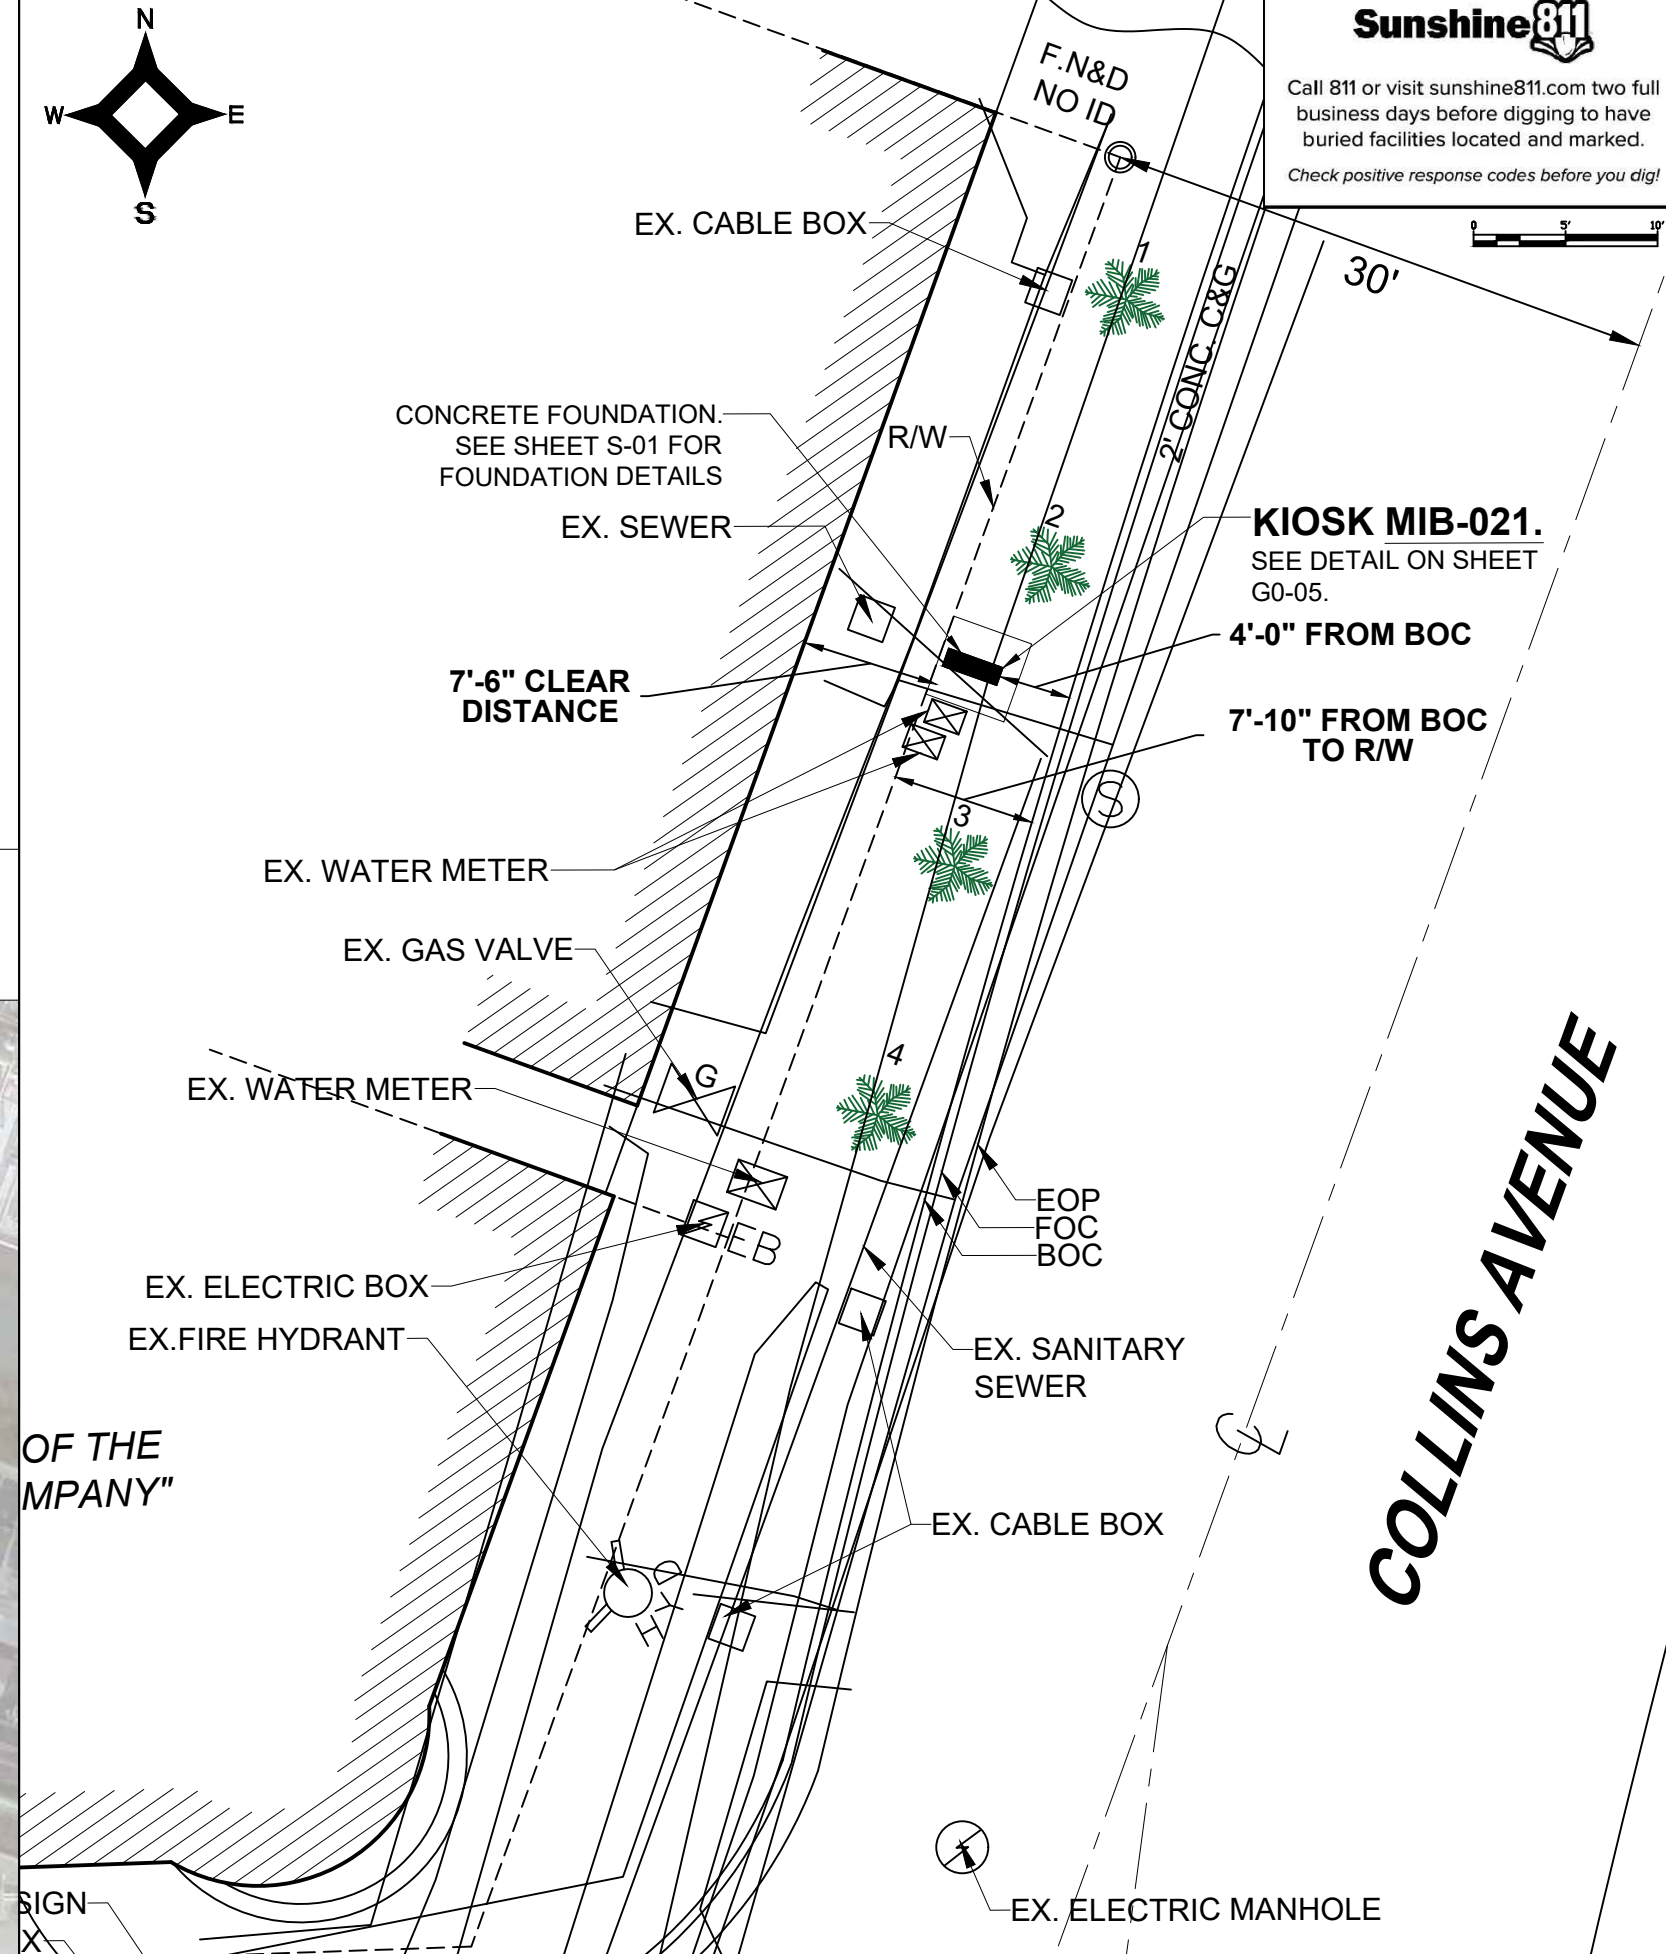 N
W
E
S
Sunshine811
Call 811 or visit sunshine811.com two full
business days before digging to have
buried facilities located and marked.
Check positive response codes before you dig!
0 5' 10'
F.N&D
NO ID
EX. CABLE BOX
1
30'
2' CONC. C&G
CONCRETE FOUNDATION.
SEE SHEET S-01 FOR
FOUNDATION DETAILS
R/W
EX. SEWER
2
KIOSK MIB-021.
SEE DETAIL ON SHEET
G0-05.
4'-0" FROM BOC
7'-6" CLEAR
DISTANCE
7'-10" FROM BOC
TO R/W
S
3
EX. WATER METER
EX. GAS VALVE
G
4
EX. WATER METER
EOP
FOC
BOC
EB
EX. ELECTRIC BOX
EX.FIRE HYDRANT
EX. SANITARY
SEWER
COLLINS AVENUE
CL
OF THE
MPANY"
EX. CABLE BOX
HYD
SIGN
X
EX. ELECTRIC MANHOLE